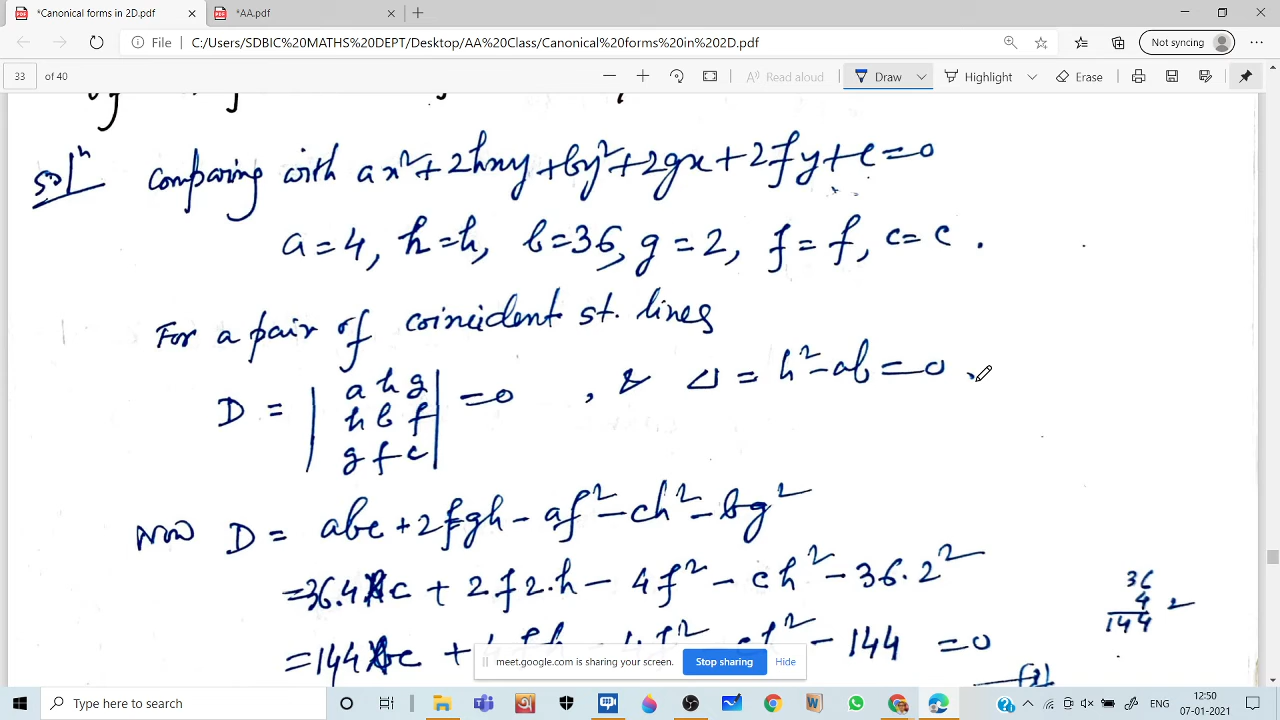 *Canonical forms in 2D.pdf
*AA.pdf
File C:/Users/SDBIC%20MATHS%20DEPT/Desktop/AA%20Class/Canonical%20forms%20in%202D.pdf
Not syncing
33 of 40
Read aloud
Draw
Highlight
Erase
Solⁿ comparing with ax²+2hxy+by²+2gx+2fy+c=0
a=4, h=h, b=36, g=2, f=f, c=c.
For a pair of coincident st. lines
D = | a h g | =0 , & Δ = h²-ab=0
| h b f |
| g f c |
Now D = abc+2fgh-af²-ch²-bg²
=36.4c + 2f2.h - 4f² - ch² - 36.2²
36
4
144
=144c + - 144 =0
meet.google.com is sharing your screen.
Stop sharing
Hide
Type here to search
ENG
12:50
07-01-2021